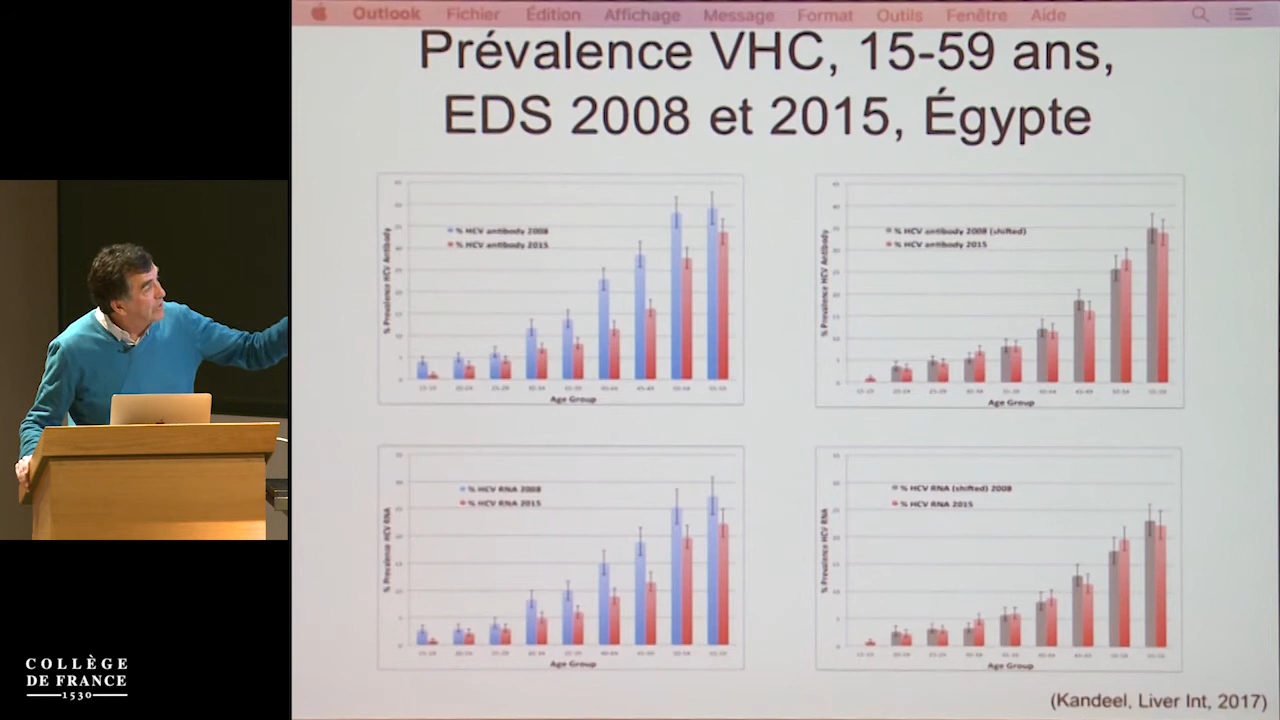 Outlook Fichier Édition Affichage Message Format Outils Fenêtre Aide
Prévalence VHC, 15-59 ans,
EDS 2008 et 2015, Égypte
% HCV antibody 2008
% HCV antibody 2015
% Prevalence HCV Antibody
Age Group
% HCV antibody 2008 (shifted)
% HCV antibody 2015
% Prevalence HCV Antibody
Age Group
% HCV RNA 2008
% HCV RNA 2015
% Prevalence HCV RNA
Age Group
% HCV RNA (shifted) 2008
% HCV RNA 2015
% Prevalence HCV RNA
Age Group
(Kandeel, Liver Int, 2017)
COLLÈGE
DE FRANCE
1530